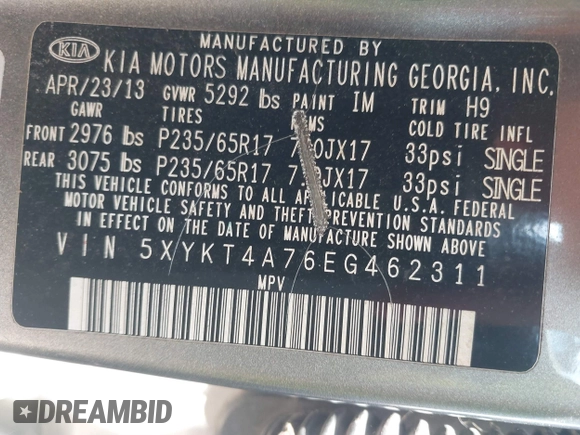 MANUFACTURED BY
KIA KIA MOTORS MANUFACTURING GEORGIA, INC.
APR/23/13 GVWR 5292 lbs PAINT IM TRIM H9
GAWR TIRES COLD TIRE INFL
FRONT 2976 lbs P235/65R17 JX17 33psi SINGLE
REAR 3075 lbs P235/65R17 JX17 33psi SINGLE
THIS VEHICLE CONFORMS TO ALL APPLICABLE U.S.A. FEDERAL
MOTOR VEHICLE SAFETY AND THEFT PREVENTION STANDARDS
IN EFFECT ON THE DATE OF MANUFACTURE SHOWN ABOVE
VIN 5XYKT4A76EG462311
MPV
DREAMBID